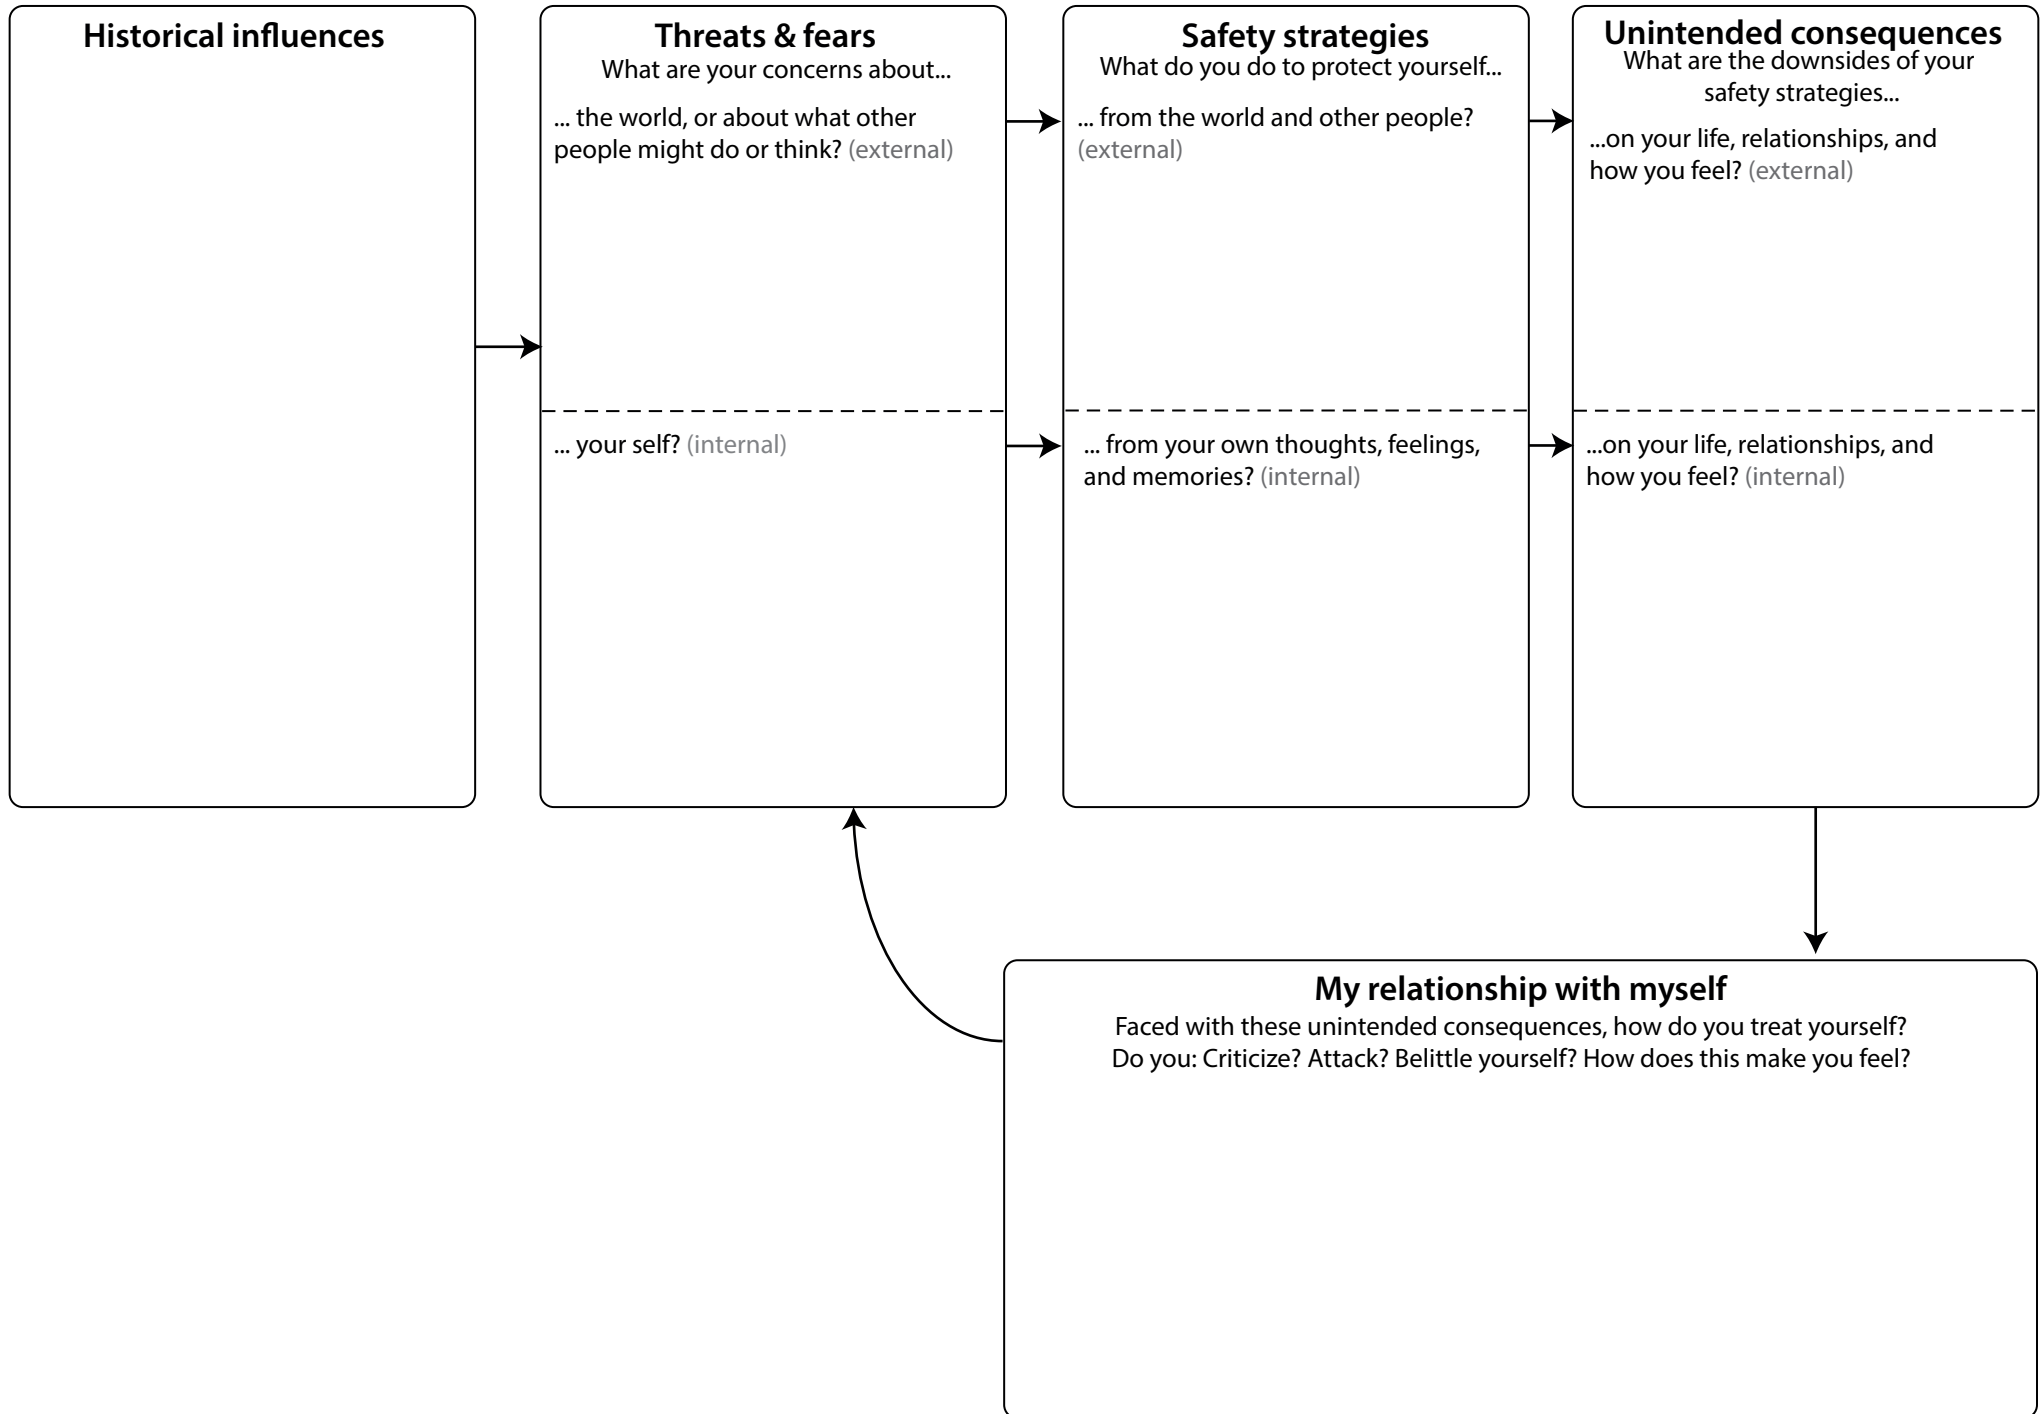 Historical influences
Threats & fears
What are your concerns about...
... the world, or about what other
people might do or think? (external)
... your self? (internal)
Safety strategies
What do you do to protect yourself...
... from the world and other people?
(external)
... from your own thoughts, feelings,
and memories? (internal)
Unintended consequences
What are the downsides of your
safety strategies...
...on your life, relationships, and
how you feel? (external)
...on your life, relationships, and
how you feel? (internal)
My relationship with myself
Faced with these unintended consequences, how do you treat yourself?
Do you: Criticize? Attack? Belittle yourself? How does this make you feel?